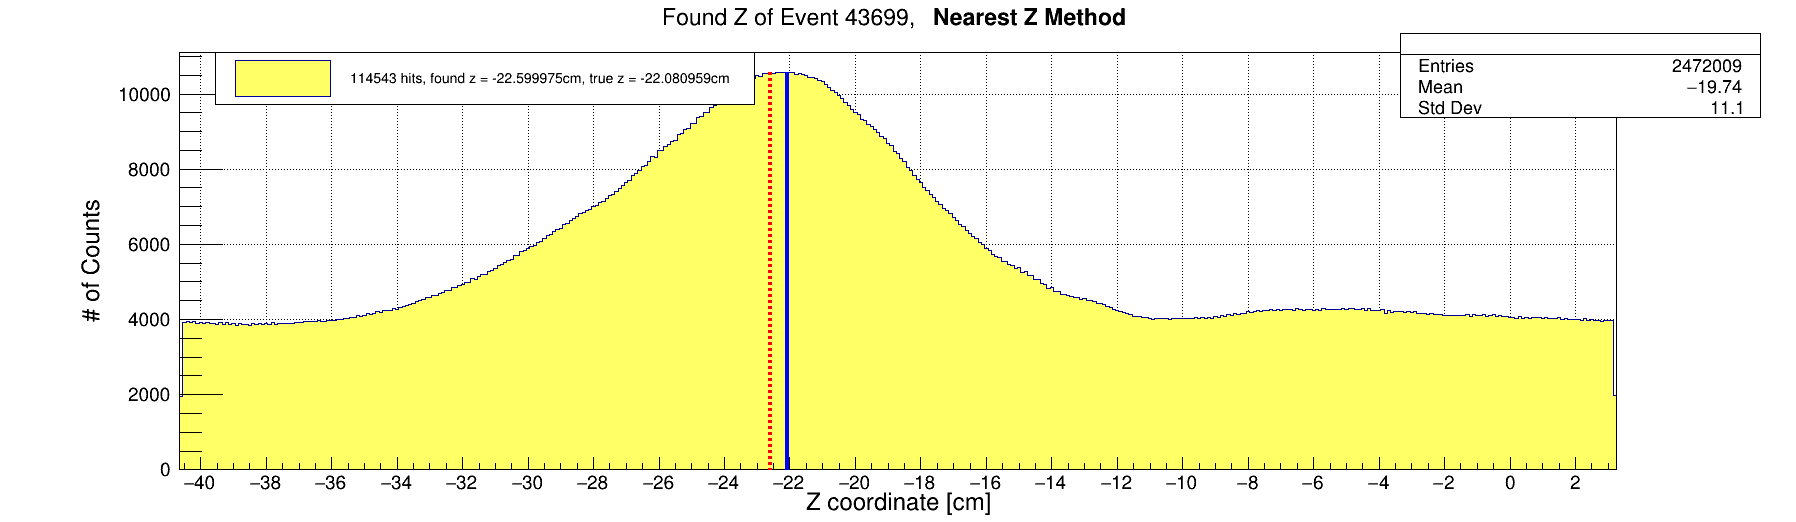 Found Z of Event 43699, Nearest Z Method
114543 hits, found z = -22.599975cm, true z = -22.080959cm
Entries 2472009
Mean −19.74
Std Dev 11.1
# of Counts
10000
8000
6000
4000
2000
0
−40 −38 −36 −34 −32 −30 −28 −26 −24 −22 −20 −18 −16 −14 −12 −10 −8 −6 −4 −2 0 2
Z coordinate [cm]